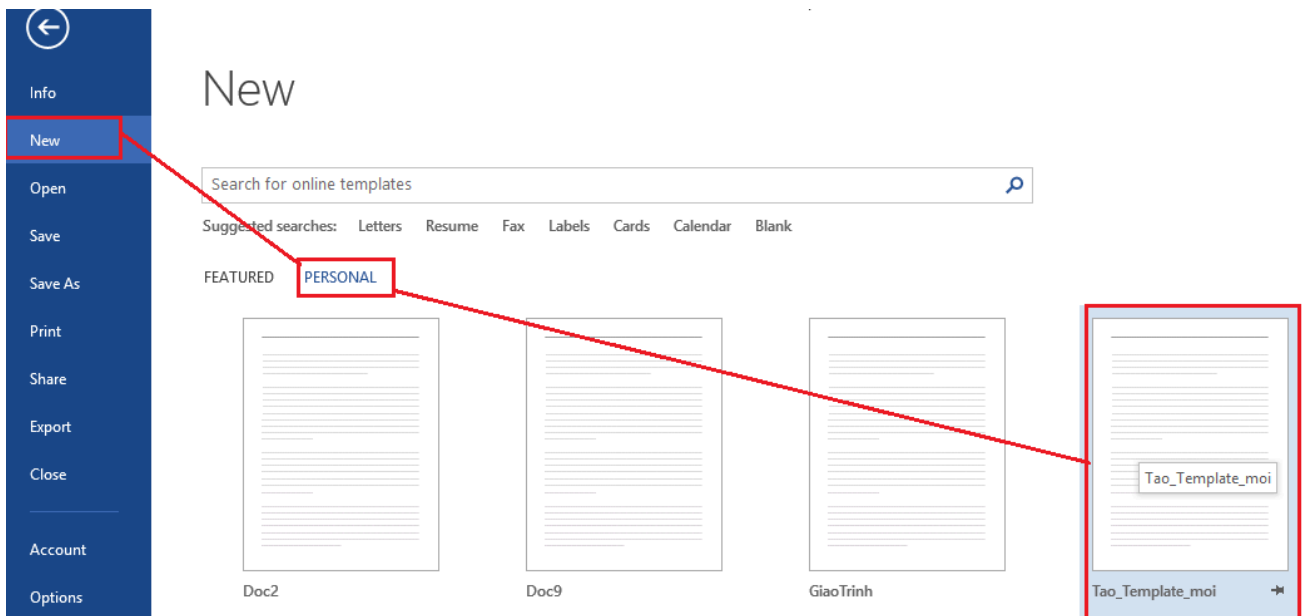 Info
New
Open
Save
Save As
Print
Share
Export
Close
Account
Options
New
Search for online templates
Suggested searches: Letters Resume Fax Labels Cards Calendar Blank
FEATURED PERSONAL
Tao_Template_moi
Doc2 Doc9 GiaoTrinh Tao_Template_moi